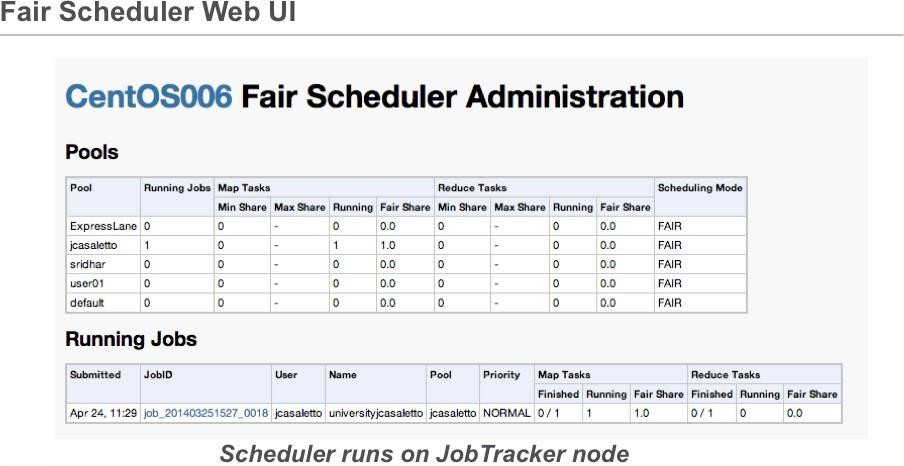 Fair Scheduler Web UI
CentOS006 Fair Scheduler Administration
Pools
Pool Running Jobs Map Tasks Reduce Tasks Scheduling Mode
Min Share Max Share Running Fair Share Min Share Max Share Running Fair Share
ExpressLane 0 0 - 0 0.0 0 - 0 0.0 FAIR
jcasaletto 1 0 - 1 1.0 0 - 0 0.0 FAIR
sridhar 0 0 - 0 0.0 0 - 0 0.0 FAIR
user01 0 0 - 0 0.0 0 - 0 0.0 FAIR
default 0 0 - 0 0.0 0 - 0 0.0 FAIR
Running Jobs
Submitted JobID User Name Pool Priority Map Tasks Reduce Tasks
Finished Running Fair Share Finished Running Fair Share
Apr 24, 11:29 job_201403251527_0018 jcasaletto universityjcasaletto jcasaletto NORMAL 0 / 1 1 1.0 0 / 1 0 0.0
Scheduler runs on JobTracker node